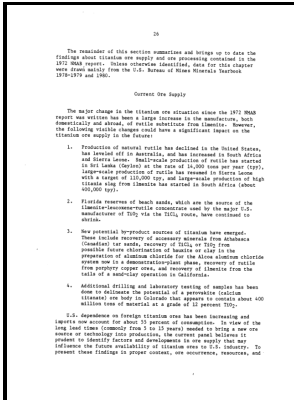 26
The remainder of this section summarizes and brings up to date the
findings about titanium ore supply and ore processing contained in the
1972 NMAB report. Unless otherwise identified, data for this chapter
were drawn mainly from the U.S. Bureau of Mines Minerals Yearbook
1978-1979 and 1980.
Current Ore Supply
The major change in the titanium ore situation since the 1972 NMAB
report was written has been a large increase in the manufacture, both
domestically and abroad, of rutile substitute from ilmenite. However,
the following visible changes could have a significant impact on the
titanium ore supply in the future:
1. Production of natural rutile has declined in the United States,
has leveled off in Australia, and has increased in South Africa
and Sierra Leone. Small-scale production of rutile has started
in Sri Lanka (Ceylon) at the rate of 14,000 tons per year (tpy),
large-scale production of rutile has resumed in Sierra Leone
with a target of 110,000 tpy, and large-scale production of high
titania slag from ilmenite has started in South Africa (about
400,000 tpy).
2. Florida reserves of beach sands, which are the source of the
ilmenite-leucoxene-rutile concentrate used by the major U.S.
manufacturer of TiO2 via the TiCl4 route, have continued to
shrink.
3. New potential by-product sources of titanium have emerged.
These include recovery of accessory minerals from Athabasca
(Canadian) tar sands, recovery of TiCl4 or TiO2 from
possible future chlorination of bauxite or clay in the
preparation of aluminum chloride for the Alcoa aluminum chloride
system now in a demonstration-plant phase, recovery of rutile
from porphyry copper ores, and recovery of ilmenite from the
tails of a sand-clay operation in California.
4. Additional drilling and laboratory testing of samples has been
done to delineate the potential of a perovskite (calcium
titanate) ore body in Colorado that appears to contain about 400
million tons of material at a grade of 12 percent TiO2.
U.S. dependence on foreign titanium ores has been increasing and
imports now account for about 55 percent of consumption. In view of the
long lead times (commonly from 5 to 15 years) needed to bring a new ore
source or technology into production, the current panel believes it
prudent to identify factors and developments in ore supply that may
influence the future availability of titanium ores to U.S. industry. To
present these findings in proper context, ore occurrence, resources, and